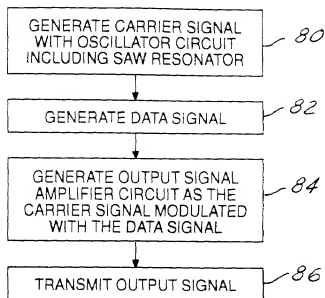 GENERATE CARRIER SIGNAL
WITH OSCILLATOR CIRCUIT
INCLUDING SAW RESONATOR
80
GENERATE DATA SIGNAL
82
GENERATE OUTPUT SIGNAL
AMPLIFIER CIRCUIT AS THE
CARRIER SIGNAL MODULATED
WITH THE DATA SIGNAL
84
TRANSMIT OUTPUT SIGNAL
86